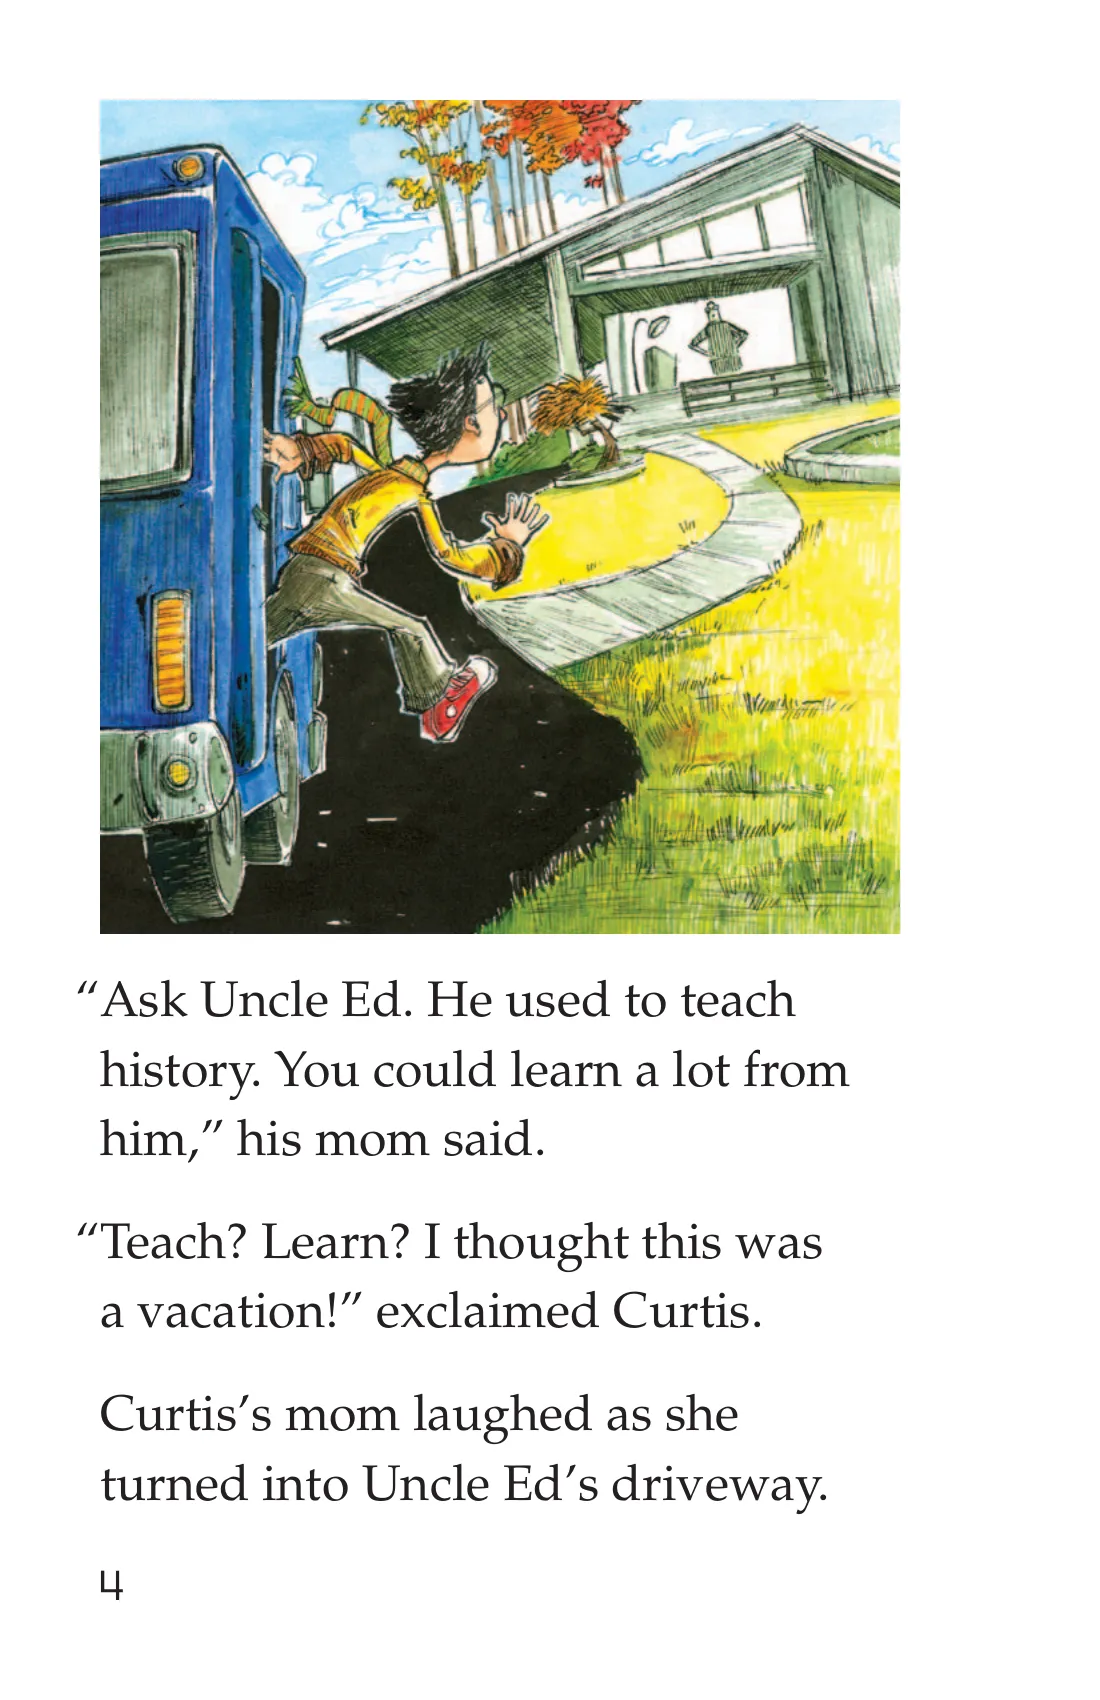 “Ask Uncle Ed. He used to teach
history. You could learn a lot from
him,” his mom said.
“Teach? Learn? I thought this was
a vacation!” exclaimed Curtis.
Curtis’s mom laughed as she
turned into Uncle Ed’s driveway.
4